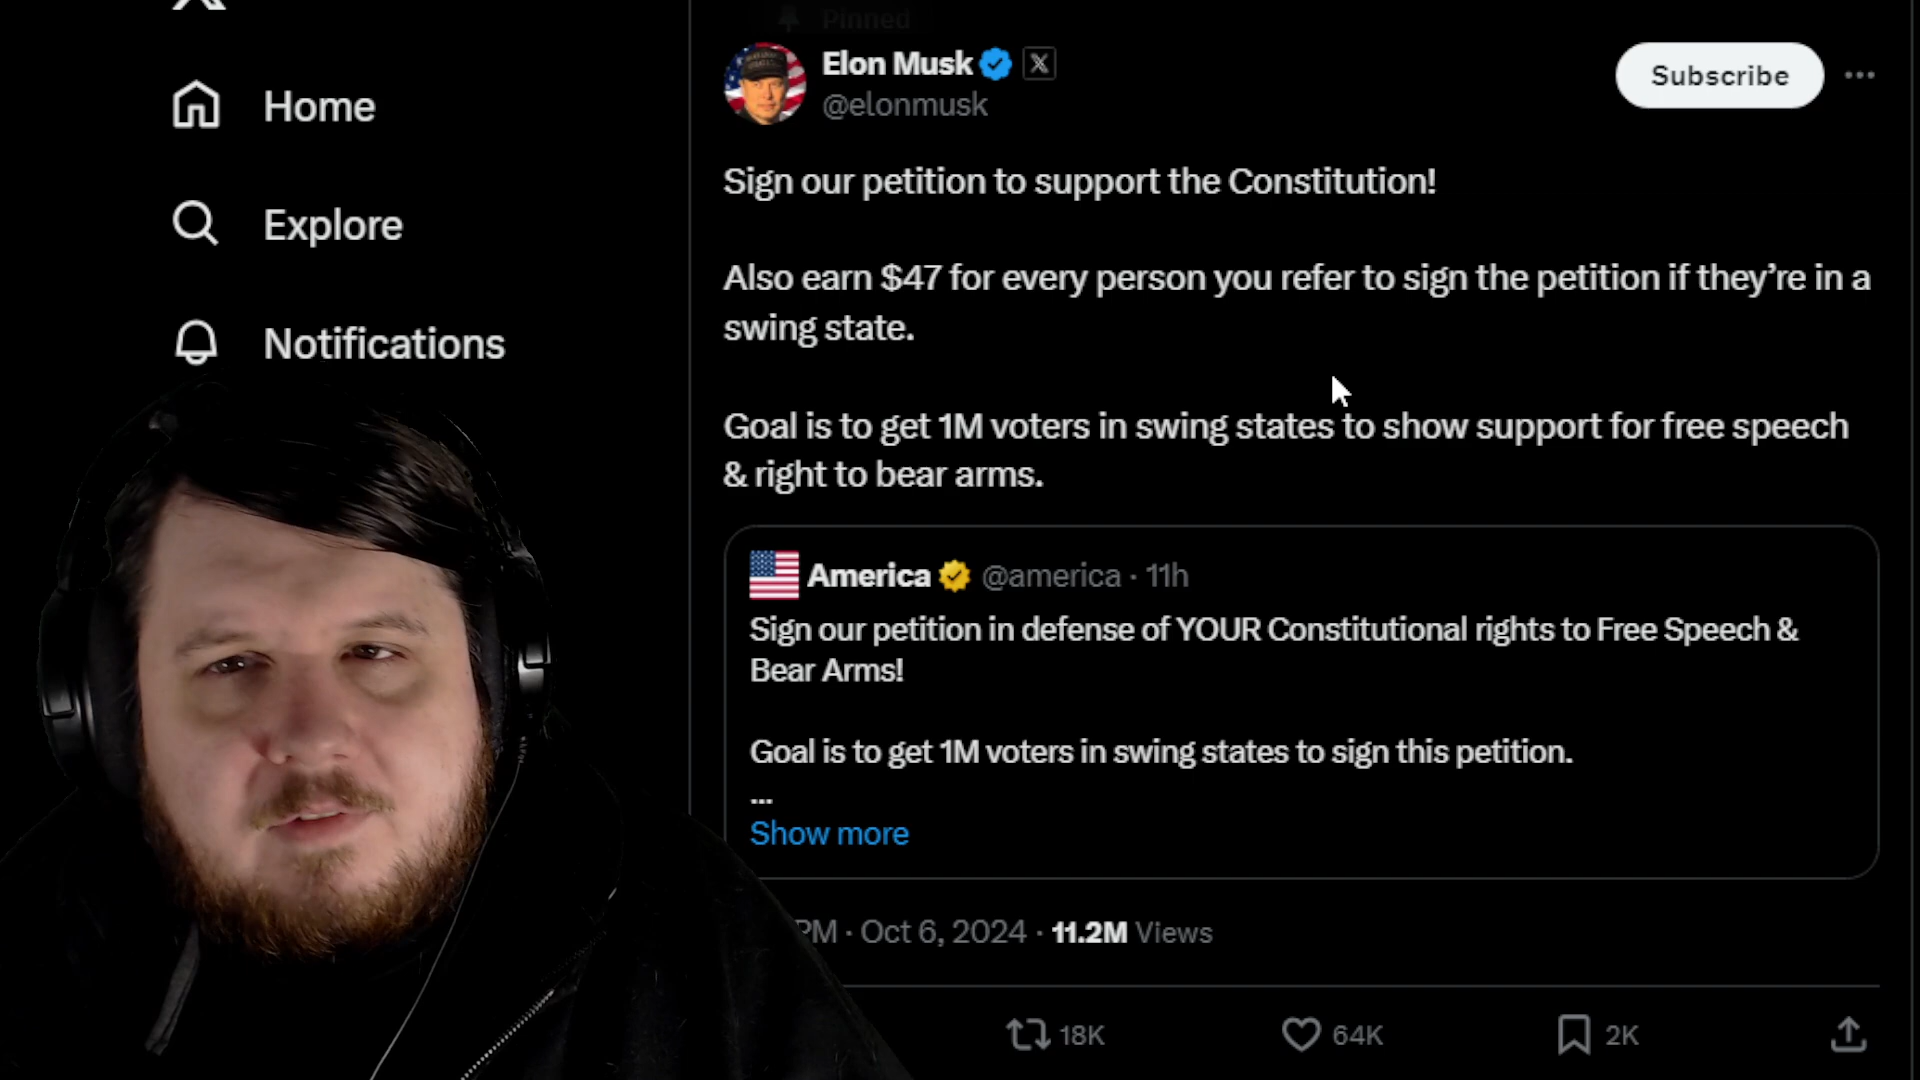 Pinned
Elon Musk
@elonmusk
Subscribe
Home
Explore
Notifications
Sign our petition to support the Constitution!
Also earn $47 for every person you refer to sign the petition if they’re in a
swing state.
Goal is to get 1M voters in swing states to show support for free speech
& right to bear arms.
America @america · 11h
Sign our petition in defense of YOUR Constitutional rights to Free Speech &
Bear Arms!
Goal is to get 1M voters in swing states to sign this petition.
...
Show more
PM · Oct 6, 2024 · 11.2M Views
18K 64K 2K